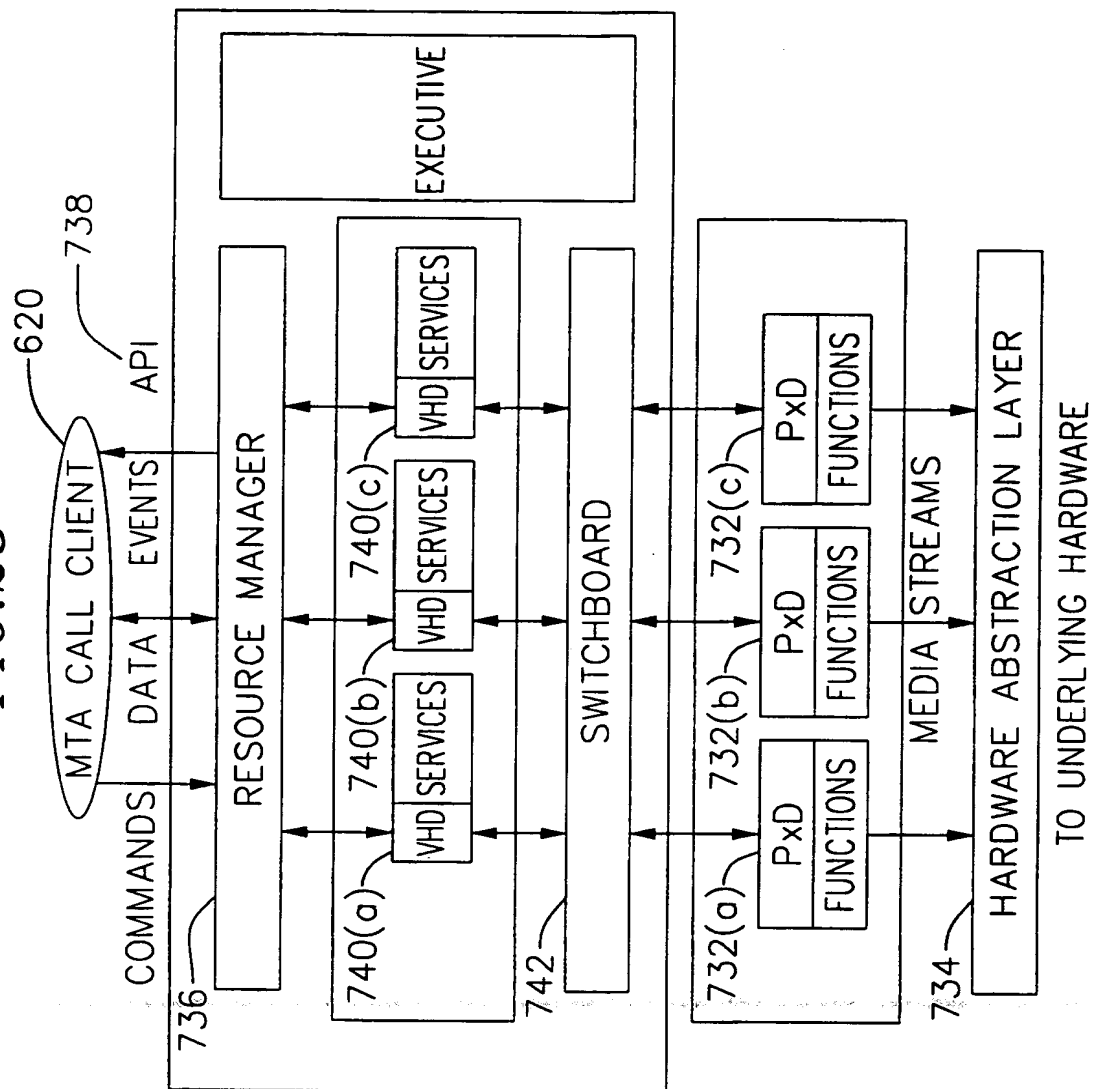 MTA CALL CLIENT
620
COMMANDS
DATA
EVENTS
API
738
736
RESOURCE MANAGER
EXECUTIVE
740(a)
VHD SERVICES
740(b)
VHD SERVICES
740(c)
VHD SERVICES
742
SWITCHBOARD
732(a)
PxD
FUNCTIONS
732(b)
PxD
FUNCTIONS
732(c)
PxD
FUNCTIONS
MEDIA STREAMS
734
HARDWARE ABSTRACTION LAYER
TO UNDERLYING HARDWARE